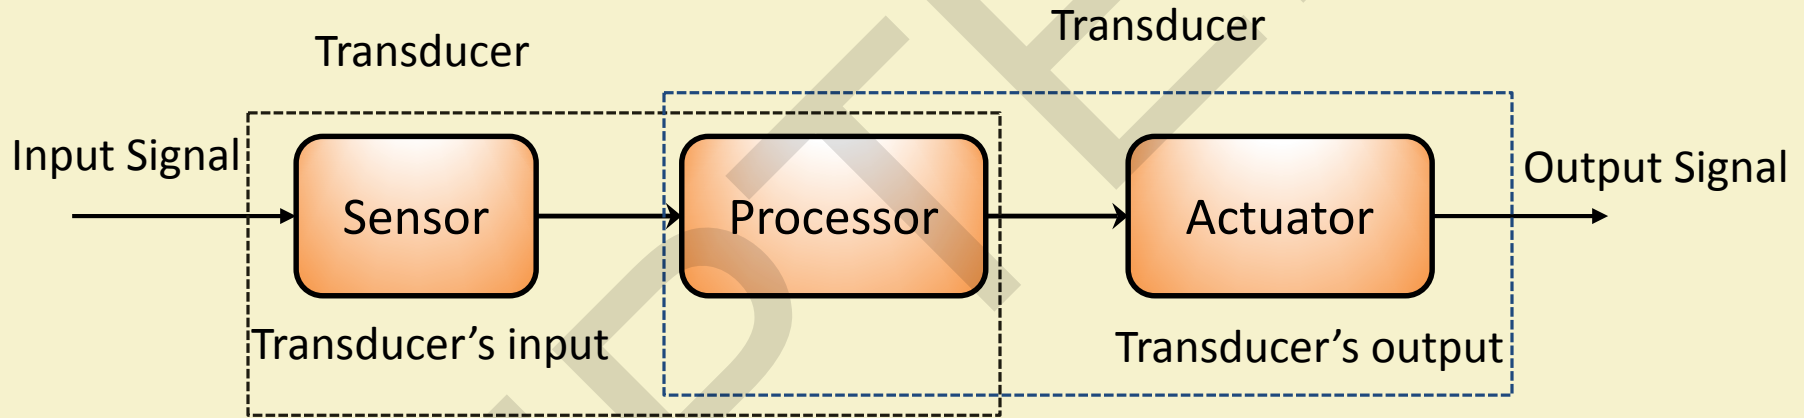 Transducer
Transducer
Input Signal
Sensor
Processor
Actuator
Output Signal
Transducer’s input
Transducer’s output